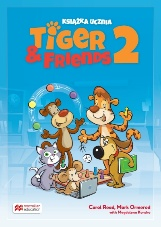 KSIĄŻKA UCZNIA
TIGER
& FRIENDS 2
Carol Read, Mark Ormerod
with Magdalena Kondro
macmillan
education